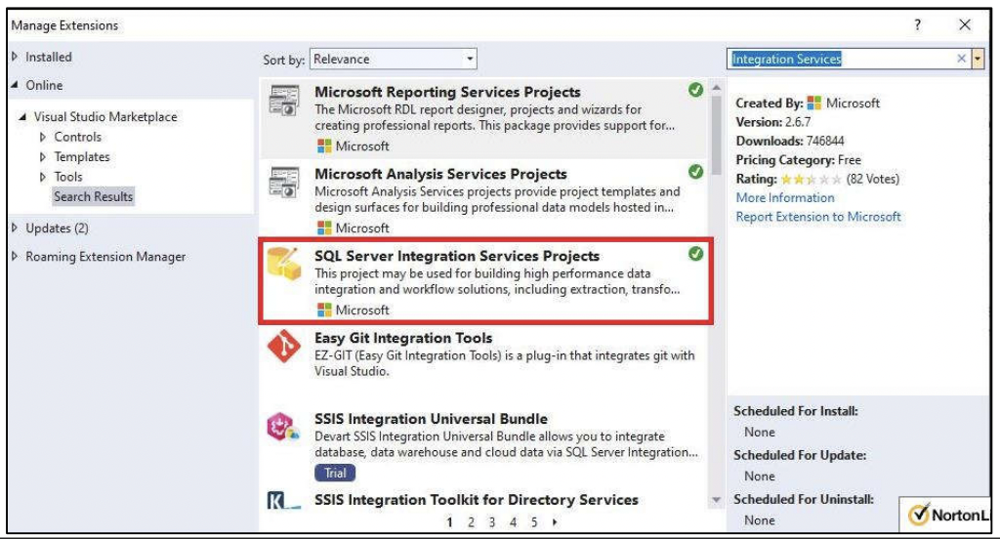 Manage Extensions
?
Installed
Online
Visual Studio Marketplace
Controls
Templates
Tools
Search Results
Updates (2)
Roaming Extension Manager
Sort by: Relevance
Microsoft Reporting Services Projects
The Microsoft RDL report designer, projects and wizards for
creating professional reports. This package provides support for...
Microsoft
Microsoft Analysis Services Projects
Microsoft Analysis Services projects provide project templates and
design surfaces for building professional data models hosted in...
Microsoft
SQL Server Integration Services Projects
This project may be used for building high performance data
integration and workflow solutions, including extraction, transfo...
Microsoft
Easy Git Integration Tools
EZ-GIT (Easy Git Integration Tools) is a plug-in that integrates git with
Visual Studio.
SSIS Integration Universal Bundle
Devart SSIS Integration Universal Bundle allows you to integrate
database, data warehouse and cloud data via SQL Server Integration...
Trial
SSIS Integration Toolkit for Directory Services
1 2 3 4 5
Integration Services
Created By: Microsoft
Version: 2.6.7
Downloads: 746844
Pricing Category: Free
Rating: (82 Votes)
More Information
Report Extension to Microsoft
Scheduled For Install:
None
Scheduled For Update:
None
Scheduled For Uninstall:
None
NortonL